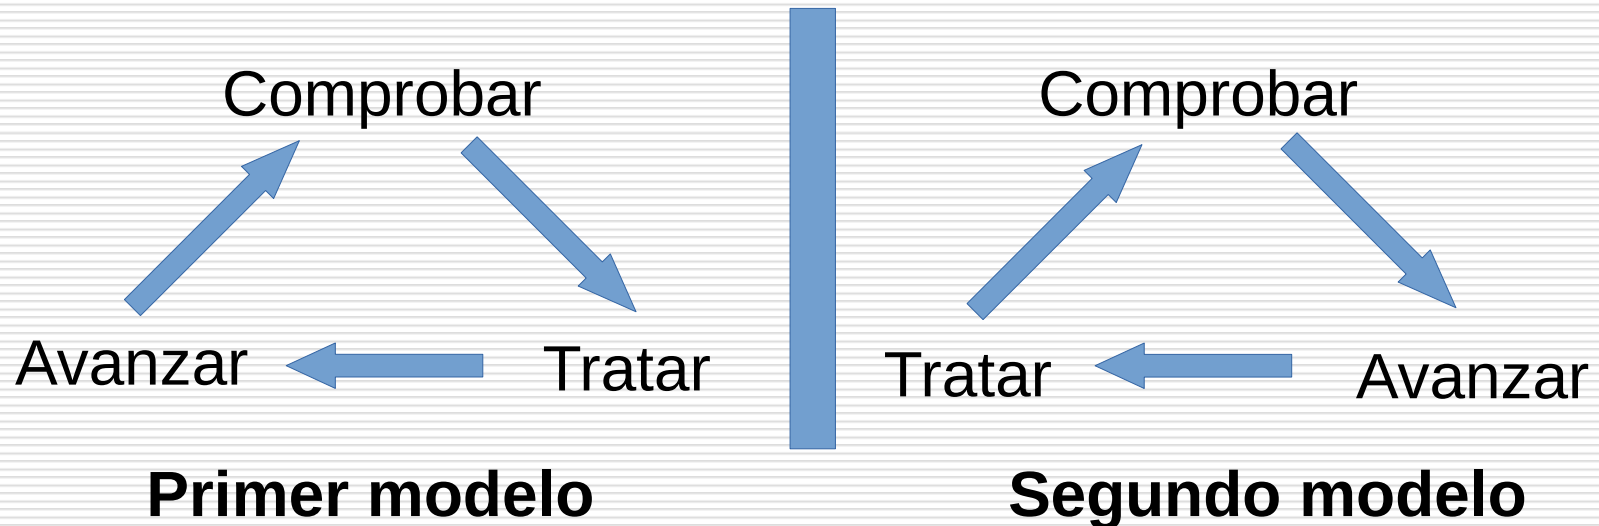 Comprobar
Avanzar
Tratar
Primer modelo
Comprobar
Tratar
Avanzar
Segundo modelo